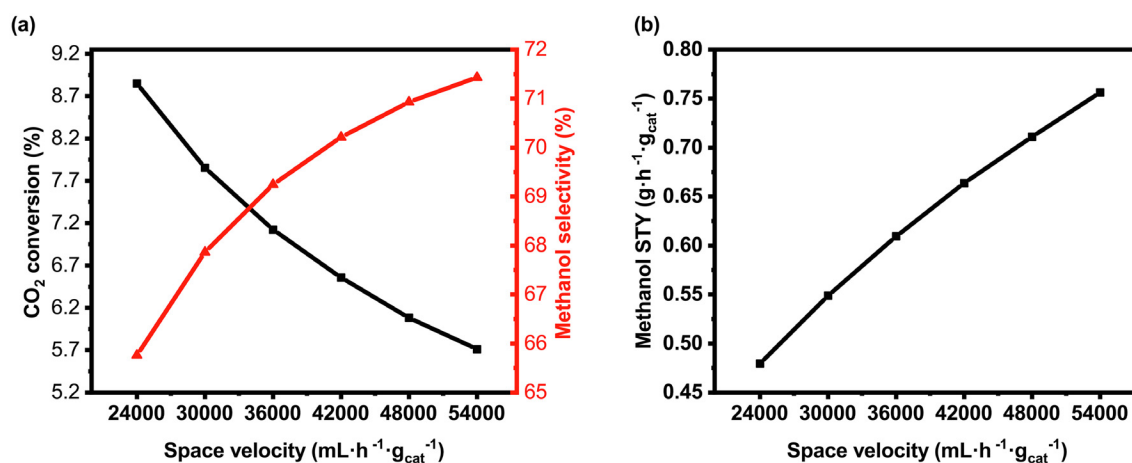 (a)
9.2
8.7
8.2
7.7
7.2
6.7
6.2
5.7
5.2
CO₂ conversion (%)
72
71
70
69
68
67
66
65
Methanol selectivity (%)
24000 30000 36000 42000 48000 54000
Space velocity (mL·h⁻¹·g_cat⁻¹)
(b)
0.80
0.75
0.70
0.65
0.60
0.55
0.50
0.45
Methanol STY (g·h⁻¹·g_cat⁻¹)
24000 30000 36000 42000 48000 54000
Space velocity (mL·h⁻¹·g_cat⁻¹)